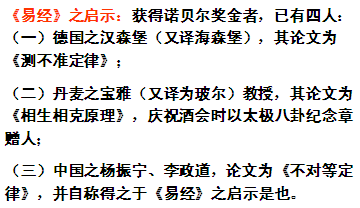 《易经》之启示：获得诺贝尔奖金者，已有四人：
（一）德国之汉森堡（又译海森堡），其论文为
《测不准定律》；
（二）丹麦之宝雅（又译为玻尔）教授，其论文为
《相生相克原理》，庆祝酒会时以太极八卦纪念章
赠人；
（三）中国之杨振宁、李政道，论文为《不对等定
律》，并自称得之于《易经》之启示是也。